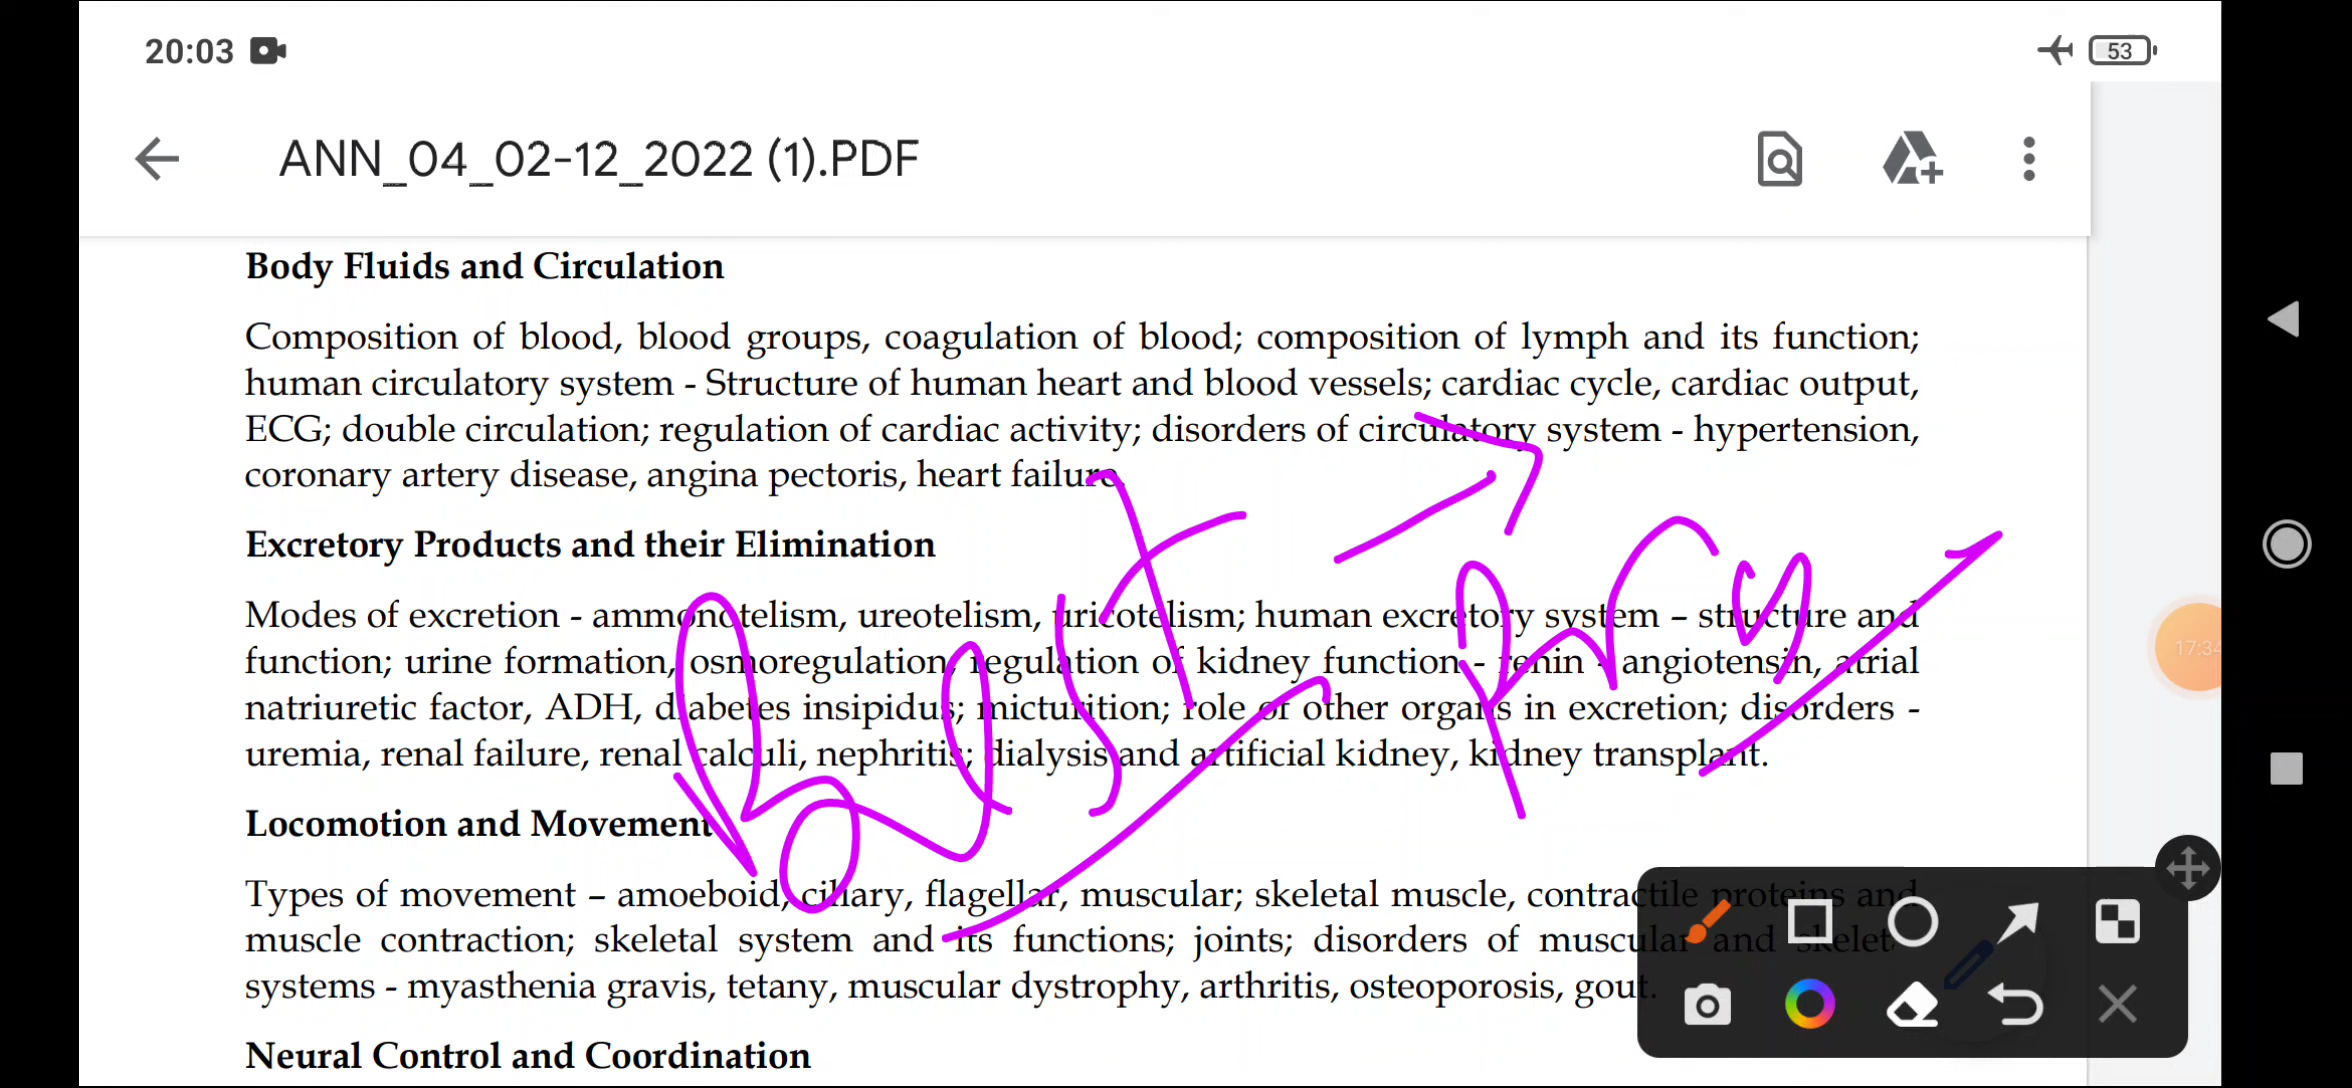 20:03 53
ANN_04_02-12_2022 (1).PDF
Body Fluids and Circulation
Composition of blood, blood groups, coagulation of blood; composition of lymph and its function;
human circulatory system - Structure of human heart and blood vessels; cardiac cycle, cardiac output,
ECG; double circulation; regulation of cardiac activity; disorders of circulatory system - hypertension,
coronary artery disease, angina pectoris, heart failure.
Excretory Products and their Elimination
Modes of excretion - ammonotelism, ureotelism, uricotelism; human excretory system – structure and
function; urine formation, osmoregulation; regulation of kidney function - renin - angiotensin, atrial
natriuretic factor, ADH, diabetes insipidus; micturition; role of other organs in excretion; disorders -
uremia, renal failure, renal calculi, nephritis; dialysis and artificial kidney, kidney transplant.
17:34
Locomotion and Movement
Types of movement – amoeboid, ciliary, flagellar, muscular; skeletal muscle, contractile proteins and
muscle contraction; skeletal system and its functions; joints; disorders of muscular and skelet
systems - myasthenia gravis, tetany, muscular dystrophy, arthritis, osteoporosis, gout.
Neural Control and Coordination